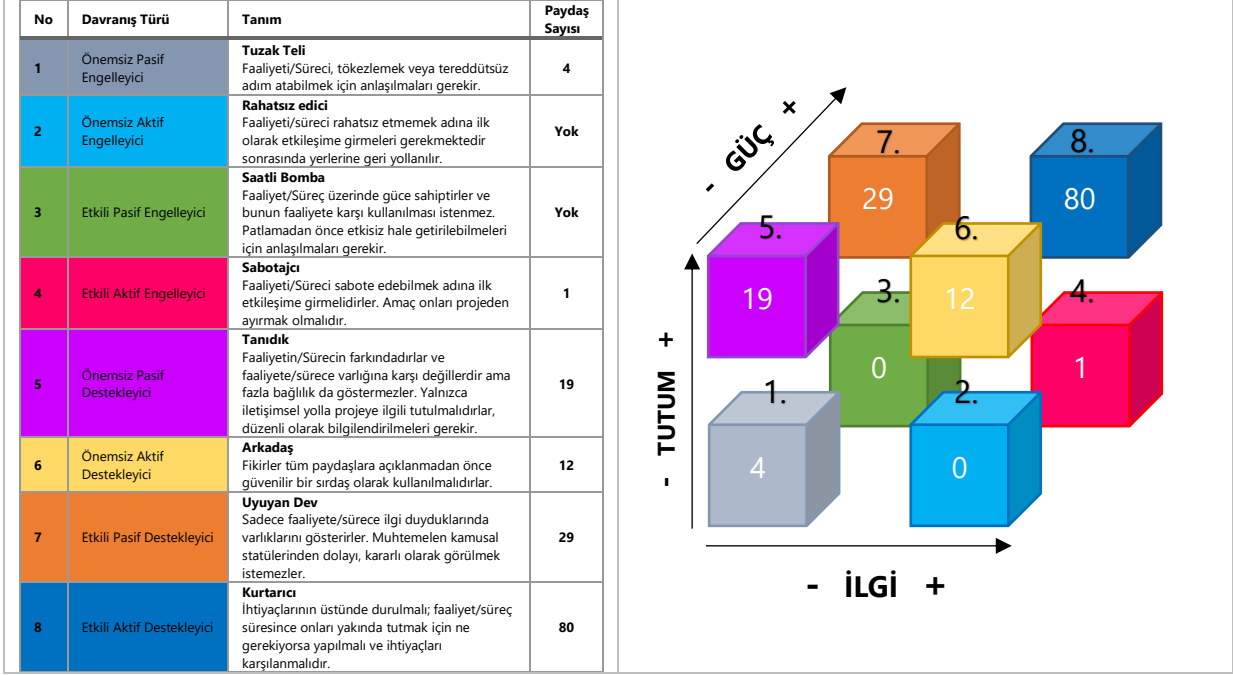 No Davranış Türü Tanım Paydaş
Sayısı
1 Önemsiz Pasif
Engelleyici
Tuzak Teli
Faaliyeti/Süreci, tökezlemek veya tereddütsüz
adım atabilmek için anlaşılmaları gerekir.
4
2 Önemsiz Aktif
Engelleyici
Rahatsız edici
Faaliyeti/süreci rahatsız etmemek adına ilk
olarak etkileşime girmeleri gerekmektedir
sonrasında yerlerine geri yollanılır.
Yok
3 Etkili Pasif Engelleyici
Saatli Bomba
Faaliyet/Süreç üzerinde güce sahiptirler ve
bunun faaliyete karşı kullanılması istenmez.
Patlamadan önce etkisiz hale getirilebilmeleri
için anlaşılmaları gerekir.
Yok
4 Etkili Aktif Engelleyici
Sabotajcı
Faaliyeti/Süreci sabote edebilmek adına ilk
etkileşime girmelidirler. Amaç onları projeden
ayırmak olmalıdır.
1
5 Önemsiz Pasif
Destekleyici
Tanıdık
Faaliyetin/Sürecin farkındadırlar ve
faaliyete/sürece varlığına karşı değillerdir ama
fazla bağlılık da göstermezler. Yalnızca
iletişimsel yolla projeye ilgili tutulmalıdırlar,
düzenli olarak bilgilendirilmeleri gerekir.
19
6 Önemsiz Aktif
Destekleyici
Arkadaş
Fikirler tüm paydaşlara açıklanmadan önce
güvenilir bir sırdaş olarak kullanılmalıdırlar.
12
7 Etkili Pasif Destekleyici
Uyuyan Dev
Sadece faaliyete/sürece ilgi duyduklarında
varlıklarını gösterirler. Muhtemelen kamusal
statülerinden dolayı, kararlı olarak görülmek
istemezler.
29
8 Etkili Aktif Destekleyici
Kurtarıcı
İhtiyaçlarının üstünde durulmalı; faaliyet/süreç
süresince onları yakında tutmak için ne
gerekiyorsa yapılmalı ve ihtiyaçları
karşılanmalıdır.
80
- GÜÇ +
7.
29
8.
80
5.
19
6.
12
3.
0
4.
1
1.
4
2.
0
- TUTUM +
- İLGİ +